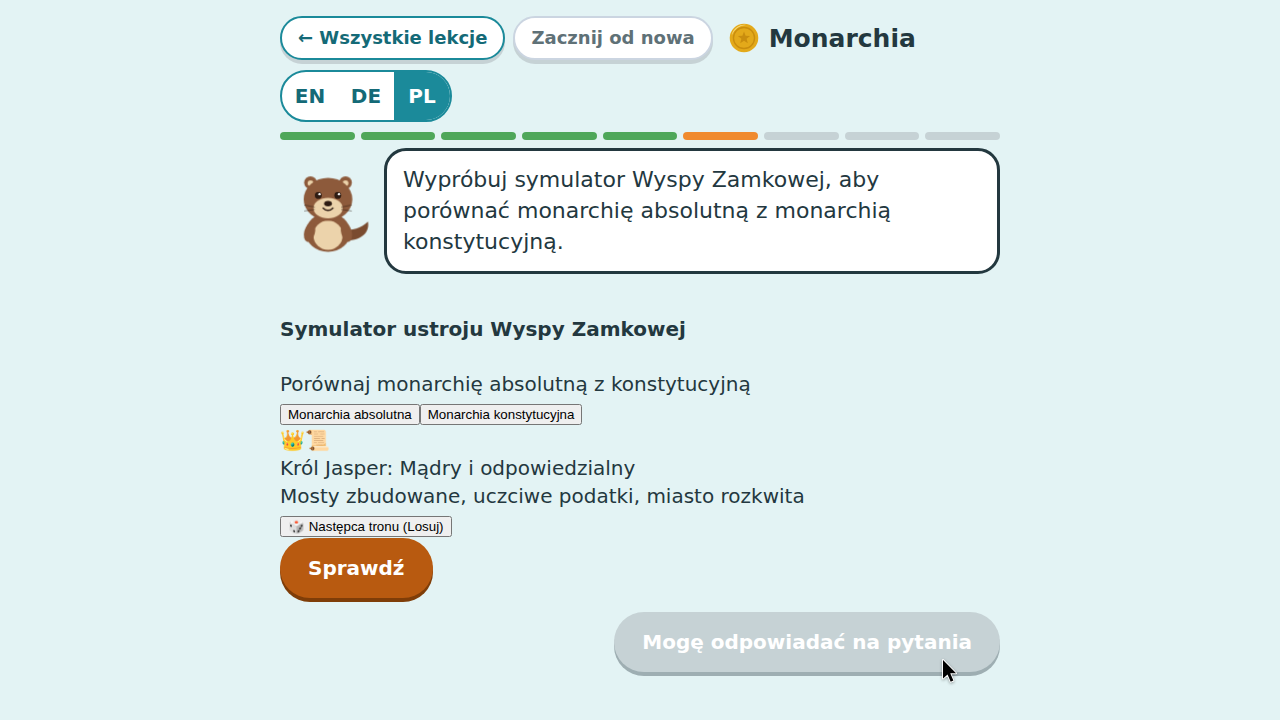 ← Wszystkie lekcje
Zacznij od nowa
Monarchia
EN DE PL
Wypróbuj symulator Wyspy Zamkowej, aby
porównać monarchię absolutną z monarchią
konstytucyjną.
Symulator ustroju Wyspy Zamkowej
Porównaj monarchię absolutną z konstytucyjną
Monarchia absolutna
Monarchia konstytucyjna
Król Jasper: Mądry i odpowiedzialny
Mosty zbudowane, uczciwe podatki, miasto rozkwita
Następca tronu (Losuj)
Sprawdź
Mogę odpowiadać na pytania